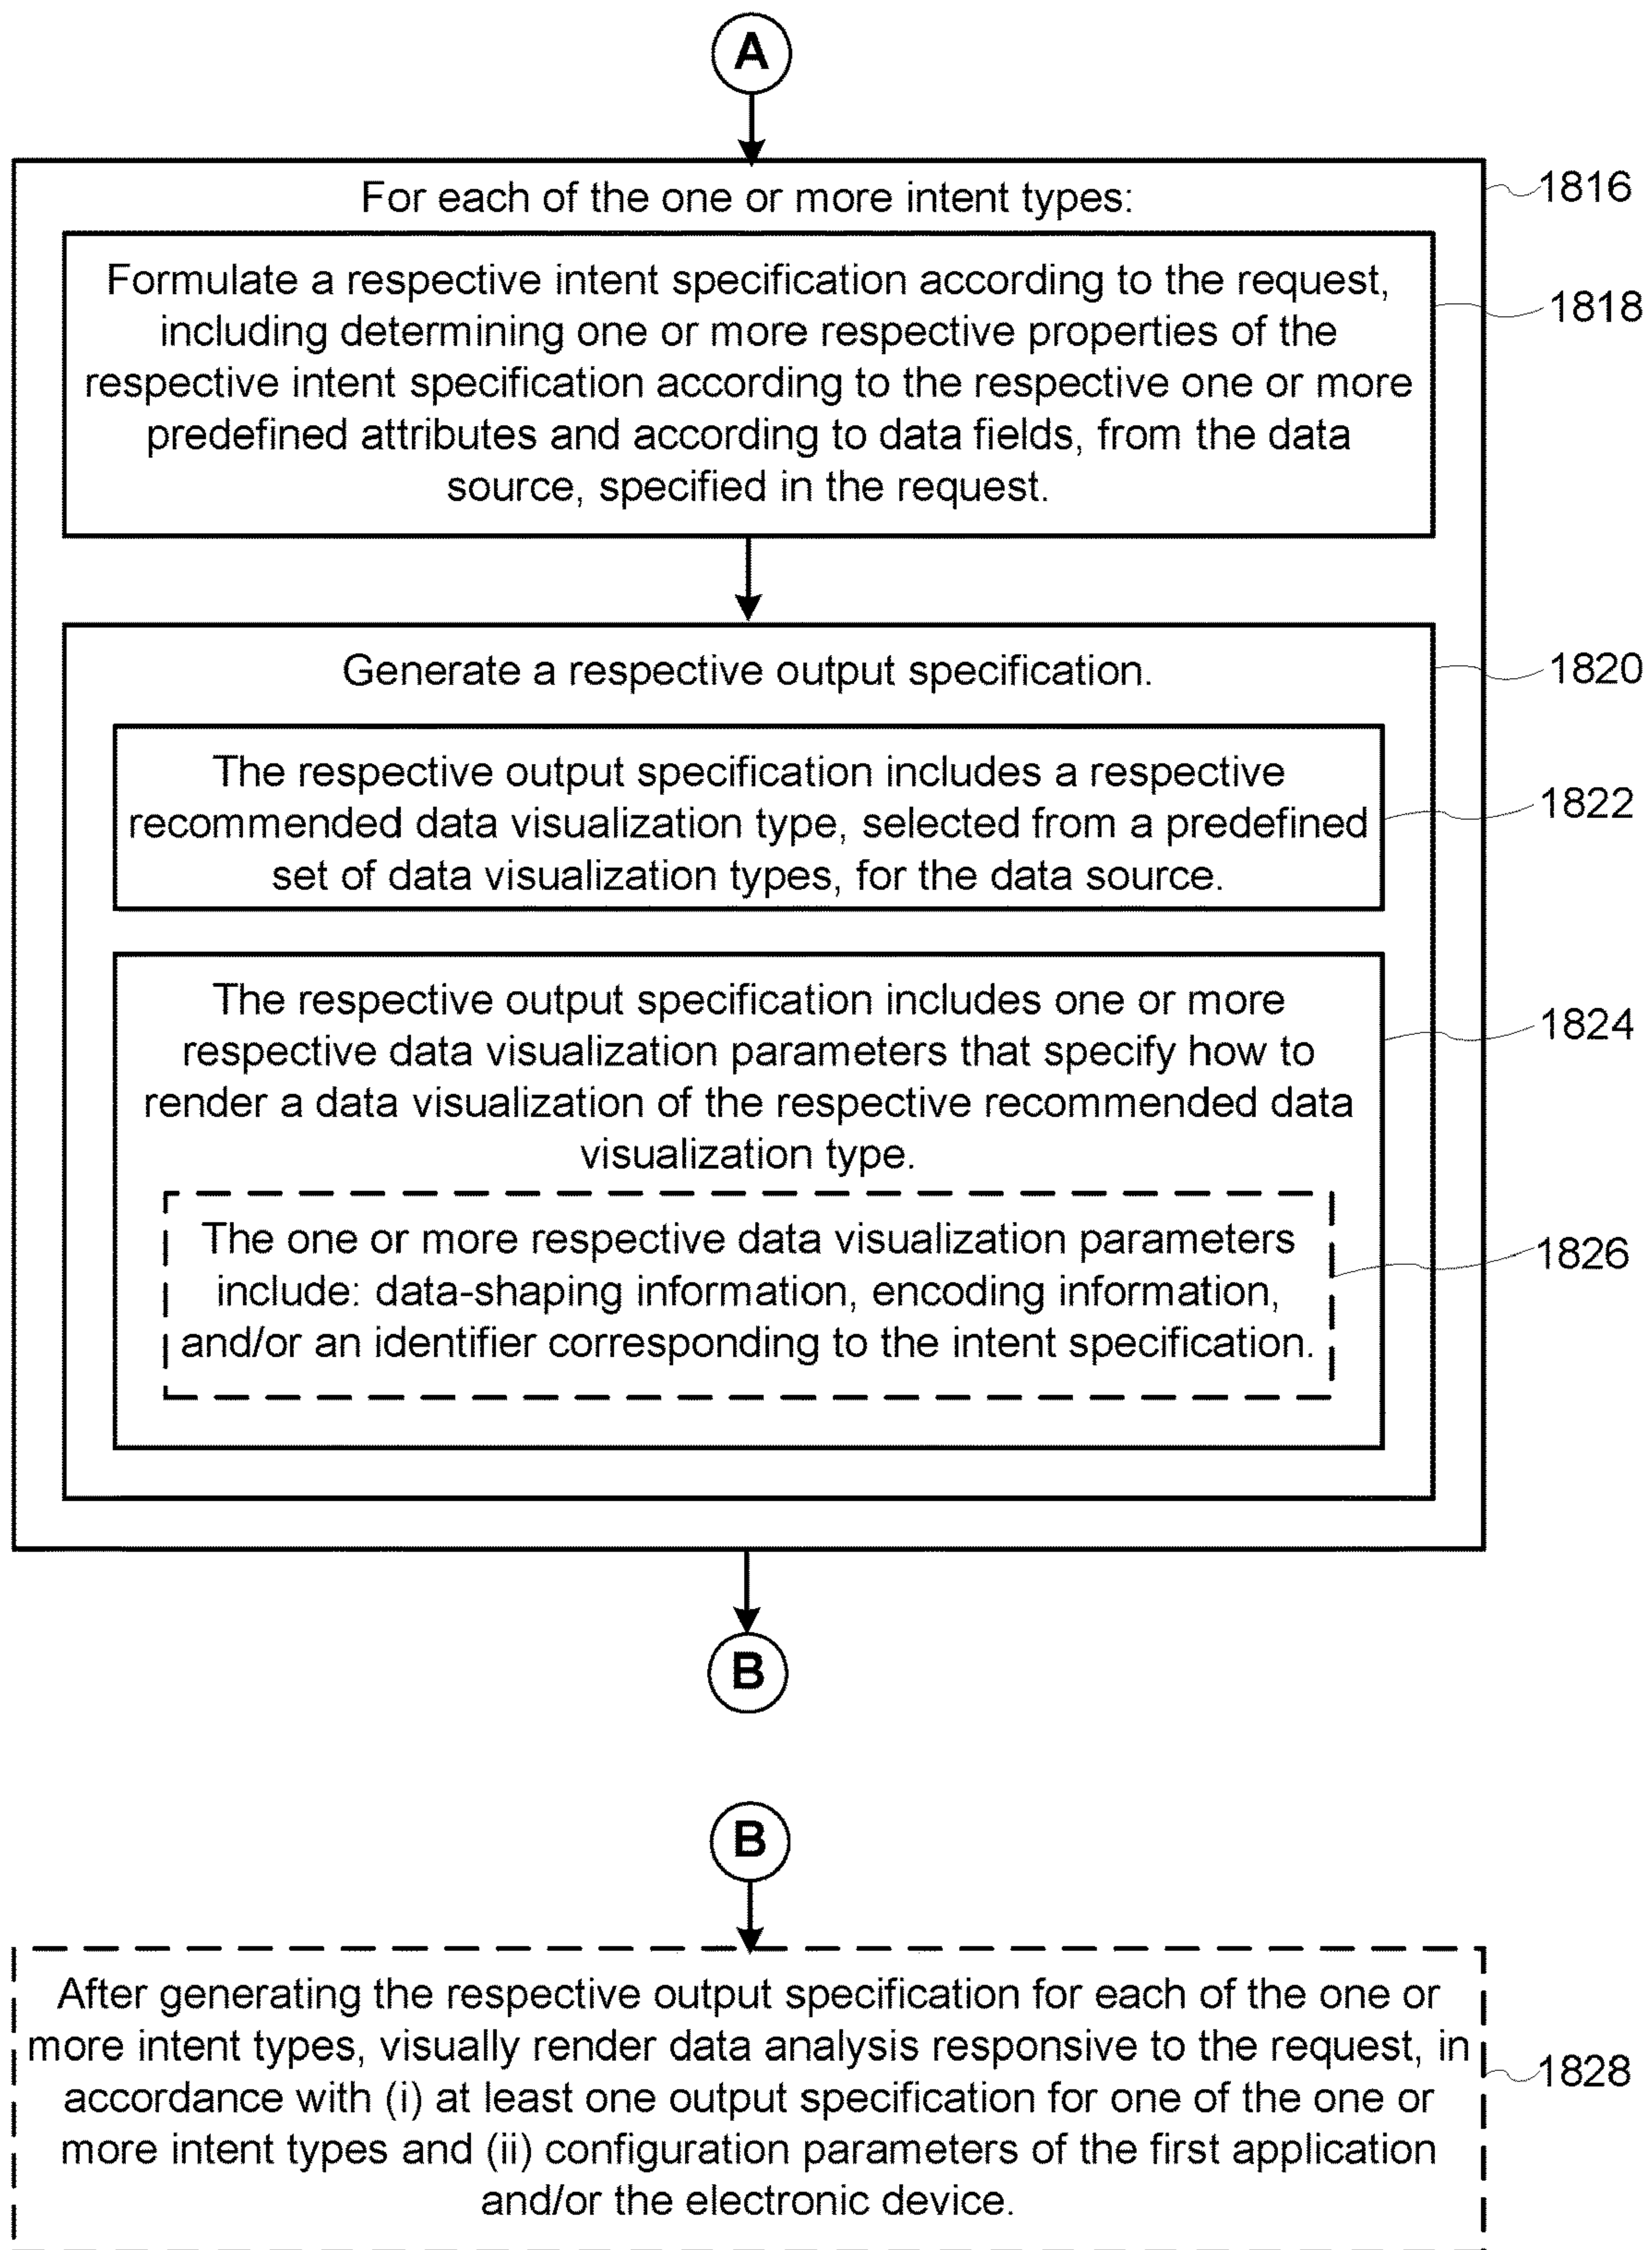 A
For each of the one or more intent types:
1816
Formulate a respective intent specification according to the request,
including determining one or more respective properties of the
respective intent specification according to the respective one or more
predefined attributes and according to data fields, from the data
source, specified in the request.
1818
Generate a respective output specification.
1820
The respective output specification includes a respective
recommended data visualization type, selected from a predefined
set of data visualization types, for the data source.
1822
The respective output specification includes one or more
respective data visualization parameters that specify how to
render a data visualization of the respective recommended data
visualization type.
1824
The one or more respective data visualization parameters
include: data-shaping information, encoding information,
and/or an identifier corresponding to the intent specification.
1826
B
B
After generating the respective output specification for each of the one or
more intent types, visually render data analysis responsive to the request, in
accordance with (i) at least one output specification for one of the one or
more intent types and (ii) configuration parameters of the first application
and/or the electronic device.
1828